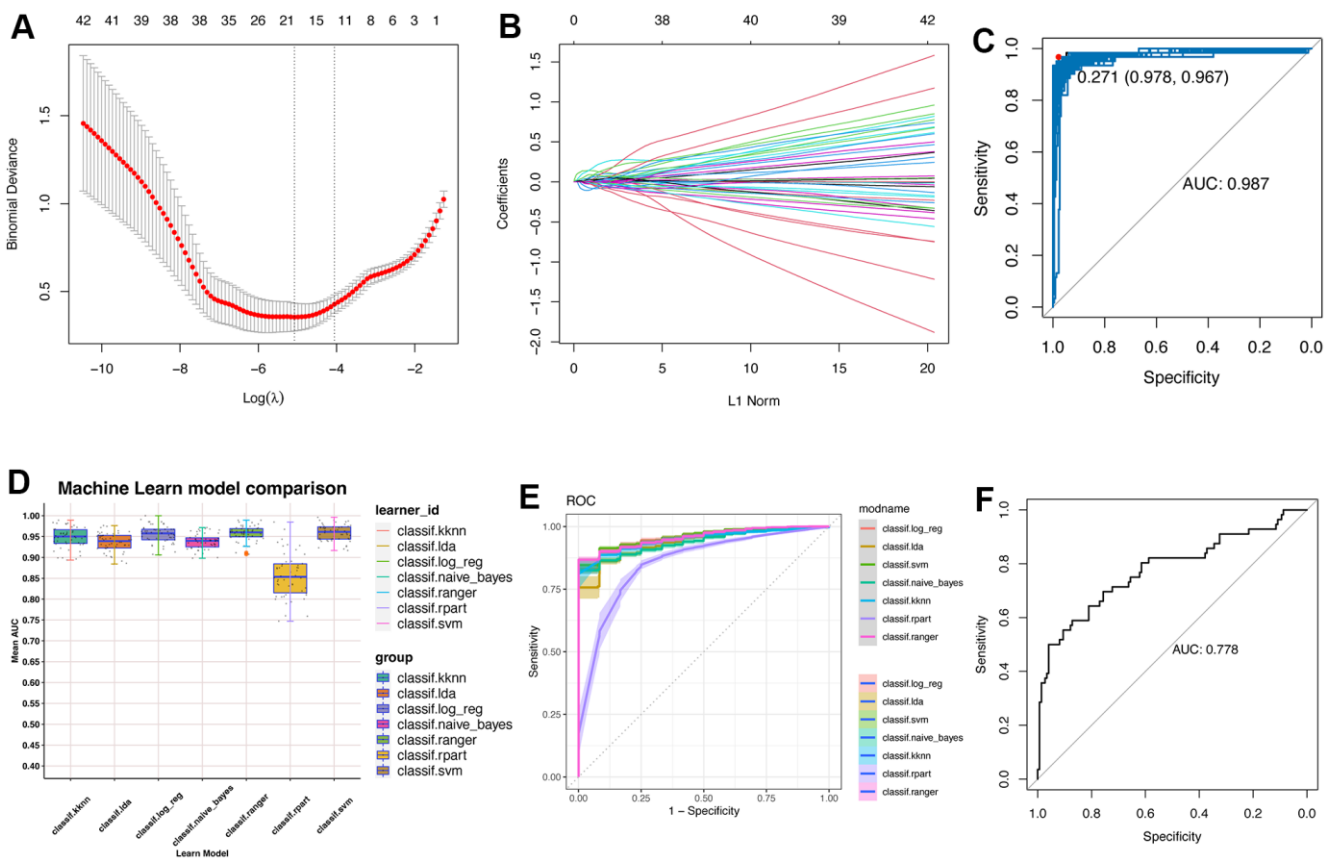 A
42 41 39 38 38 35 26 21 15 11 8 6 3 1
Binomial Deviance
1.5
1.0
0.5
−10 −8 −6 −4 −2
Log(λ)
B
0 38 40 39 42
Coefficients
1.5
1.0
0.5
0.0
−0.5
−1.0
−1.5
−2.0
0 5 10 15 20
L1 Norm
C
Sensitivity
1.0
0.8
0.6
0.4
0.2
0.0
0.271 (0.978, 0.967)
AUC: 0.987
1.0 0.8 0.6 0.4 0.2 0.0
Specificity
D
Machine Learn model comparison
Mean AUC
1.00
0.95
0.90
0.85
0.80
0.75
0.70
0.65
0.60
0.55
0.50
0.45
0.40
classif.kknn
classif.lda
classif.log_reg
classif.naive_bayes
classif.ranger
classif.rpart
classif.svm
Learn Model
learner_id
classif.kknn
classif.lda
classif.log_reg
classif.naive_bayes
classif.ranger
classif.rpart
classif.svm
group
classif.kknn
classif.lda
classif.log_reg
classif.naive_bayes
classif.ranger
classif.rpart
classif.svm
E
ROC
Sensitivity
1.00
0.75
0.50
0.25
0.00
0.00 0.25 0.50 0.75 1.00
1 − Specificity
modname
classif.log_reg
classif.lda
classif.svm
classif.naive_bayes
classif.kknn
classif.rpart
classif.ranger
classif.log_reg
classif.lda
classif.svm
classif.naive_bayes
classif.kknn
classif.rpart
classif.ranger
F
Sensitivity
1.0
0.8
0.6
0.4
0.2
0.0
AUC: 0.778
1.0 0.8 0.6 0.4 0.2 0.0
Specificity